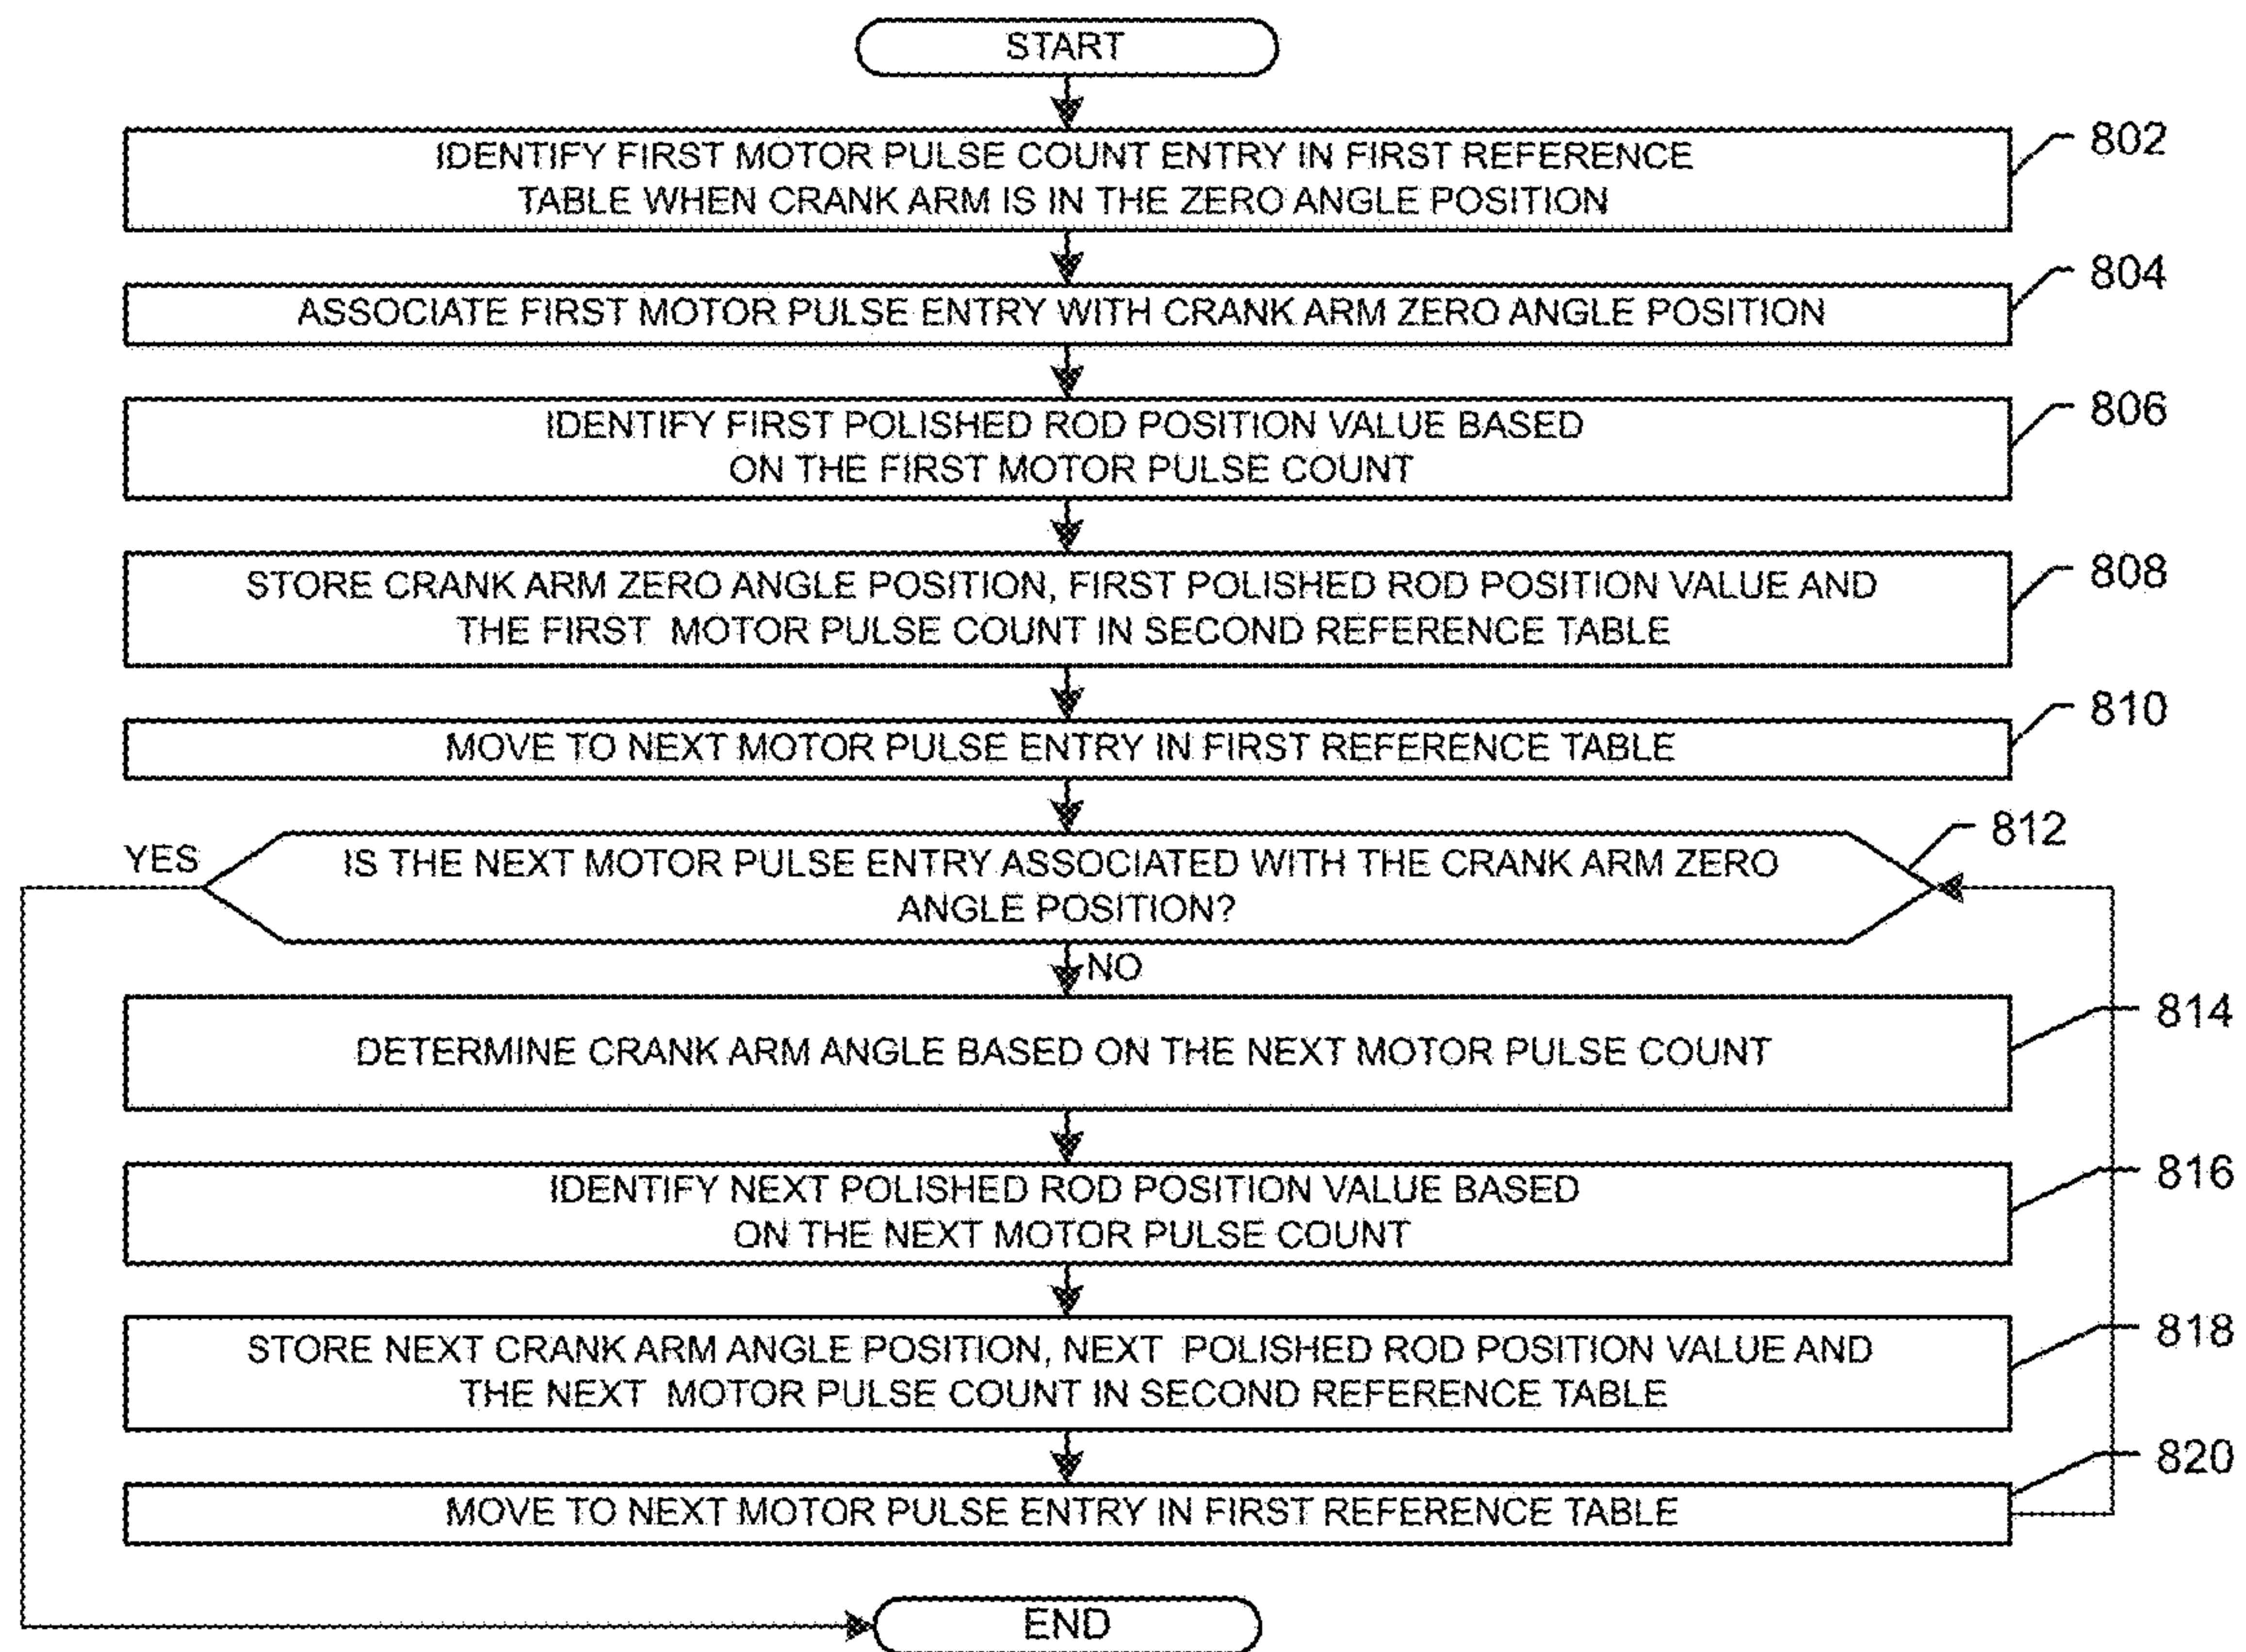 START
IDENTIFY FIRST MOTOR PULSE COUNT ENTRY IN FIRST REFERENCE
TABLE WHEN CRANK ARM IS IN THE ZERO ANGLE POSITION
802
ASSOCIATE FIRST MOTOR PULSE ENTRY WITH CRANK ARM ZERO ANGLE POSITION
804
IDENTIFY FIRST POLISHED ROD POSITION VALUE BASED
ON THE FIRST MOTOR PULSE COUNT
806
STORE CRANK ARM ZERO ANGLE POSITION, FIRST POLISHED ROD POSITION VALUE AND
THE FIRST MOTOR PULSE COUNT IN SECOND REFERENCE TABLE
808
MOVE TO NEXT MOTOR PULSE ENTRY IN FIRST REFERENCE TABLE
810
YES
IS THE NEXT MOTOR PULSE ENTRY ASSOCIATED WITH THE CRANK ARM ZERO
ANGLE POSITION?
812
NO
DETERMINE CRANK ARM ANGLE BASED ON THE NEXT MOTOR PULSE COUNT
814
IDENTIFY NEXT POLISHED ROD POSITION VALUE BASED
ON THE NEXT MOTOR PULSE COUNT
816
STORE NEXT CRANK ARM ANGLE POSITION, NEXT POLISHED ROD POSITION VALUE AND
THE NEXT MOTOR PULSE COUNT IN SECOND REFERENCE TABLE
818
MOVE TO NEXT MOTOR PULSE ENTRY IN FIRST REFERENCE TABLE
820
END